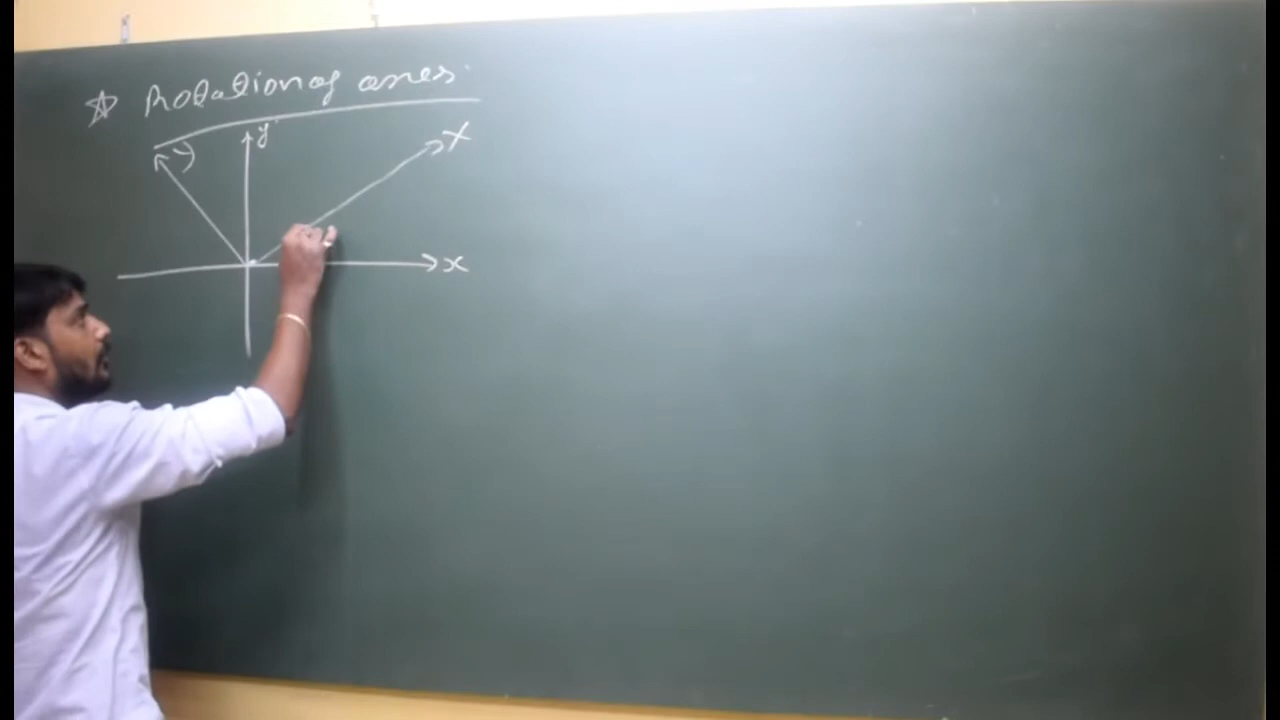 ☆ Rotation of axes.
y y X
x